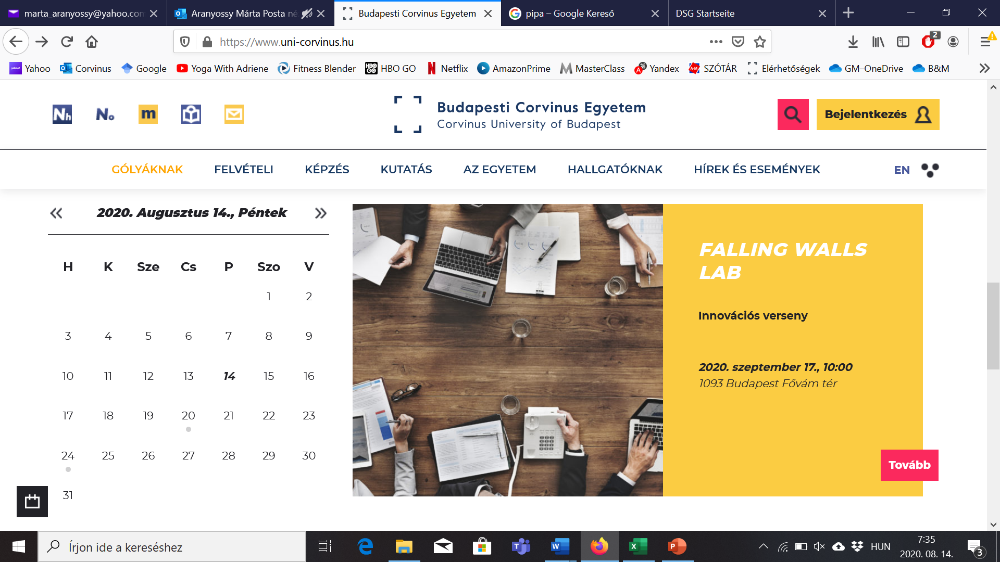 marta_aranyossy@yahoo.com
Aranyossy Márta Posta né
Budapesti Corvinus Egyetem
pipa – Google Kereső
DSG Startseite
https://www.uni-corvinus.hu
2
Yahoo
Corvinus
Google
Yoga With Adriene
Fitness Blender
HBO GO
Netflix
AmazonPrime
MasterClass
Yandex
SZÓTÁR
Elérhetőségek
GM–OneDrive
B&M
Nh
No
m
Budapesti Corvinus Egyetem
Corvinus University of Budapest
Bejelentkezés
GÓLYÁKNAK
FELVÉTELI
KÉPZÉS
KUTATÁS
AZ EGYETEM
HALLGATÓKNAK
HÍREK ÉS ESEMÉNYEK
EN
2020. Augusztus 14., Péntek
H K Sze Cs P Szo V
1 2
3 4 5 6 7 8 9
10 11 12 13 14 15 16
17 18 19 20 21 22 23
24 25 26 27 28 29 30
31
FALLING WALLS
LAB
Innovációs verseny
2020. szeptember 17., 10:00
1093 Budapest Fővám tér
Tovább
Írjon ide a kereséshez
HUN
7:35
2020. 08. 14.
3